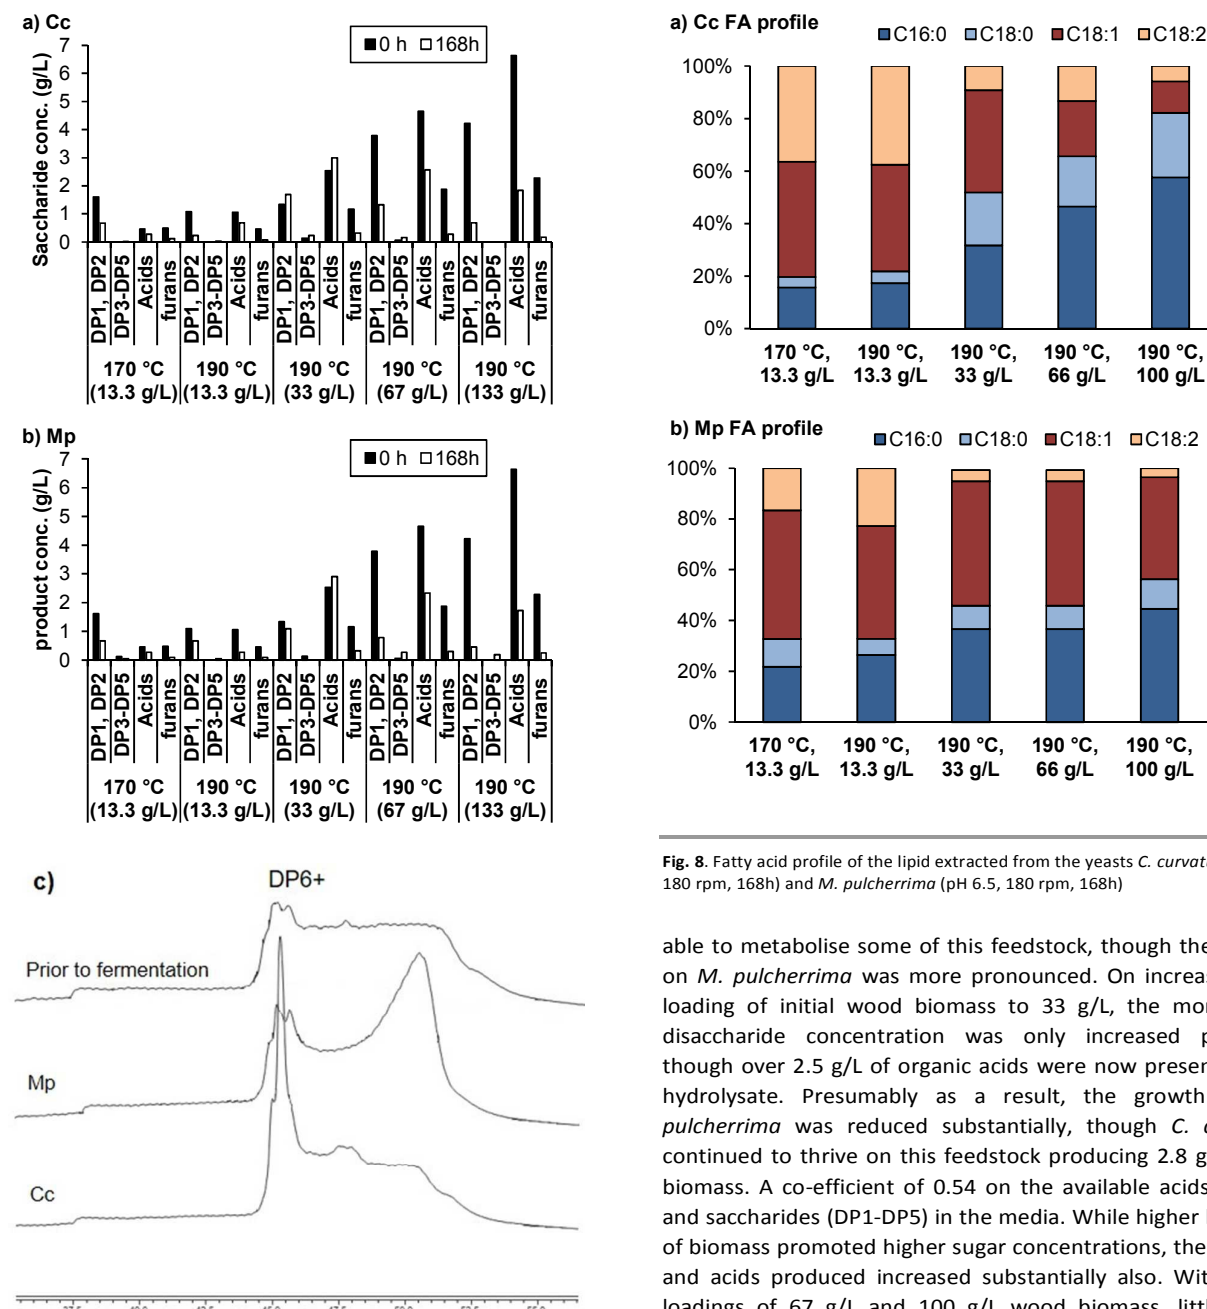 a) Cc
■0 h □168h
Saccharide conc. (g/L)
7
6
5
4
3
2
1
0
DP1, DP2
DP3-DP5
Acids
furans
DP1, DP2
DP3-DP5
Acids
furans
DP1, DP2
DP3-DP5
Acids
furans
DP1, DP2
DP3-DP5
Acids
furans
DP1, DP2
DP3-DP5
Acids
furans
170 °C 190 °C 190 °C 190 °C 190 °C
(13.3 g/L) (13.3 g/L) (33 g/L) (67 g/L) (133 g/L)
b) Mp
■0 h □168h
product conc. (g/L)
7
6
5
4
3
2
1
0
DP1, DP2
DP3-DP5
Acids
furans
DP1, DP2
DP3-DP5
Acids
furans
DP1, DP2
DP3-DP5
Acids
furans
DP1, DP2
DP3-DP5
Acids
furans
DP1, DP2
DP3-DP5
Acids
furans
170 °C 190 °C 190 °C 190 °C 190 °C
(13.3 g/L) (13.3 g/L) (33 g/L) (67 g/L) (133 g/L)
c)
DP6+
Prior to fermentation
Mp
Cc
a) Cc FA profile
■C16:0 ■C18:0 ■C18:1 ■C18:2
100%
80%
60%
40%
20%
0%
170 °C, 190 °C, 190 °C, 190 °C, 190 °C,
13.3 g/L 13.3 g/L 33 g/L 66 g/L 100 g/L
b) Mp FA profile
■C16:0 ■C18:0 ■C18:1 ■C18:2
100%
80%
60%
40%
20%
0%
170 °C, 190 °C, 190 °C, 190 °C, 190 °C,
13.3 g/L 13.3 g/L 33 g/L 66 g/L 100 g/L
Fig. 8. Fatty acid profile of the lipid extracted from the yeasts C. curvat
180 rpm, 168h) and M. pulcherrima (pH 6.5, 180 rpm, 168h)
able to metabolise some of this feedstock, though the
on M. pulcherrima was more pronounced. On increas
loading of initial wood biomass to 33 g/L, the mor
disaccharide concentration was only increased p
though over 2.5 g/L of organic acids were now presen
hydrolysate. Presumably as a result, the growth
pulcherrima was reduced substantially, though C. c
continued to thrive on this feedstock producing 2.8 g
biomass. A co-efficient of 0.54 on the available acids
and saccharides (DP1-DP5) in the media. While higher
of biomass promoted higher sugar concentrations, the
and acids produced increased substantially also. Wit
loadings of 67 g/L and 100 g/L wood biomass, littl